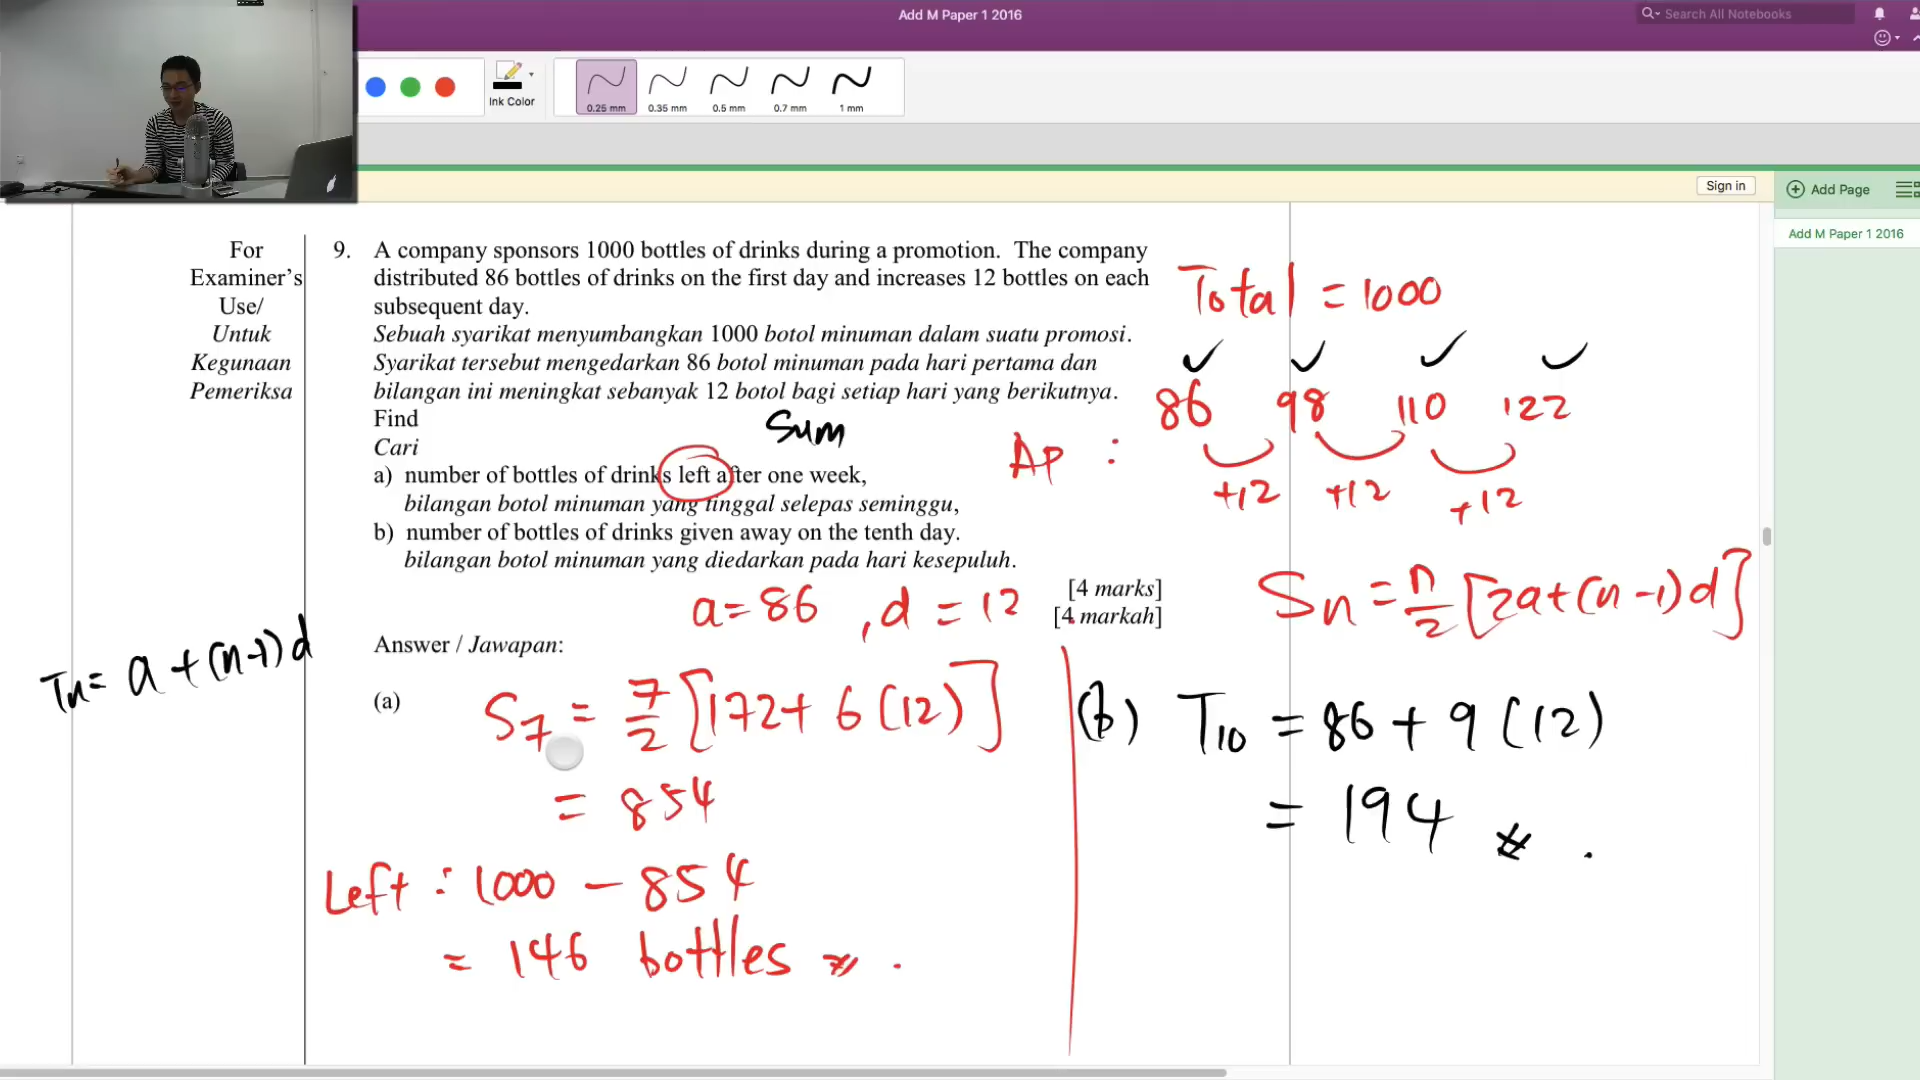 Add M Paper 1 2016
Search All Notebooks
Ink Color
0.25 mm
0.35 mm
0.5 mm
0.7 mm
1 mm
Sign in
Add Page
Add M Paper 1 2016
For
Examiner's
Use/
Untuk
Kegunaan
Pemeriksa
9. A company sponsors 1000 bottles of drinks during a promotion. The company
distributed 86 bottles of drinks on the first day and increases 12 bottles on each
subsequent day.
Sebuah syarikat menyumbangkan 1000 botol minuman dalam suatu promosi.
Syarikat tersebut mengedarkan 86 botol minuman pada hari pertama dan
bilangan ini meningkat sebanyak 12 botol bagi setiap hari yang berikutnya.
Find
Cari
Sum
a) number of bottles of drinks left after one week,
bilangan botol minuman yang tinggal selepas seminggu,
b) number of bottles of drinks given away on the tenth day.
bilangan botol minuman yang diedarkan pada hari kesepuluh.
[4 marks]
[4 markah]
Total = 1000
86 98 110 122
AP :
+12 +12 +12
Sn = n/2 [2a+(n-1)d]
a=86 , d = 12
Answer / Jawapan:
Tn = a + (n-1)d
(a)
S7 = 7/2 [172+ 6(12)]
= 854
Left : 1000 - 854
= 146 bottles
(b) T10 = 86 + 9(12)
= 194